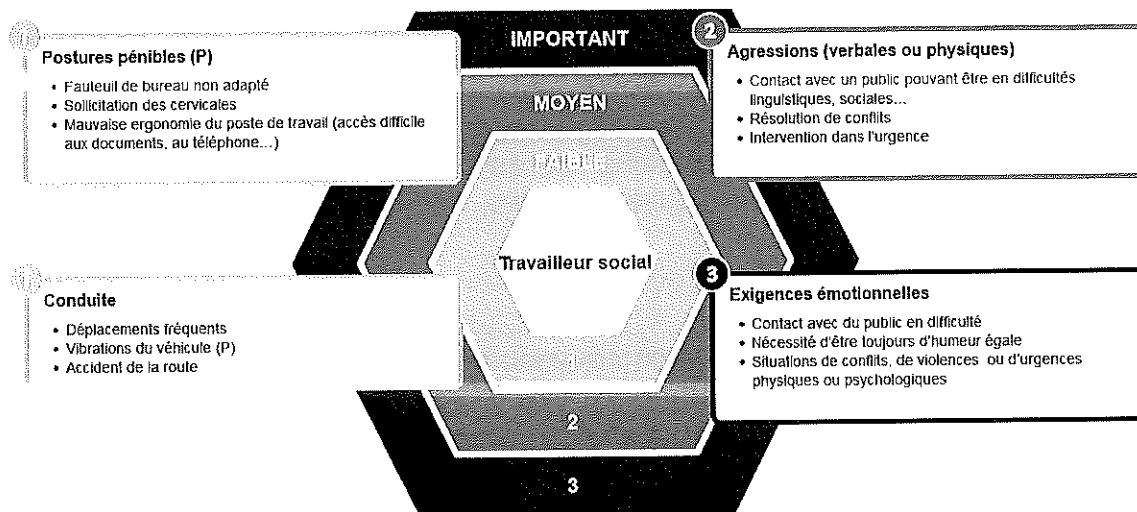 IMPORTANT
MOYEN
FAIBLE
Travailleur social
1
2
3
1
Postures pénibles (P)
• Fauteuil de bureau non adapté
• Sollicitation des cervicales
• Mauvaise ergonomie du poste de travail (accès difficile
aux documents, au téléphone...)
2
Agressions (verbales ou physiques)
• Contact avec un public pouvant être en difficultés
linguistiques, sociales...
• Résolution de conflits
• Intervention dans l'urgence
1
Conduite
• Déplacements fréquents
• Vibrations du véhicule (P)
• Accident de la route
3
Exigences émotionnelles
• Contact avec du public en difficulté
• Nécessité d'être toujours d'humeur égale
• Situations de conflits, de violences ou d'urgences
physiques ou psychologiques